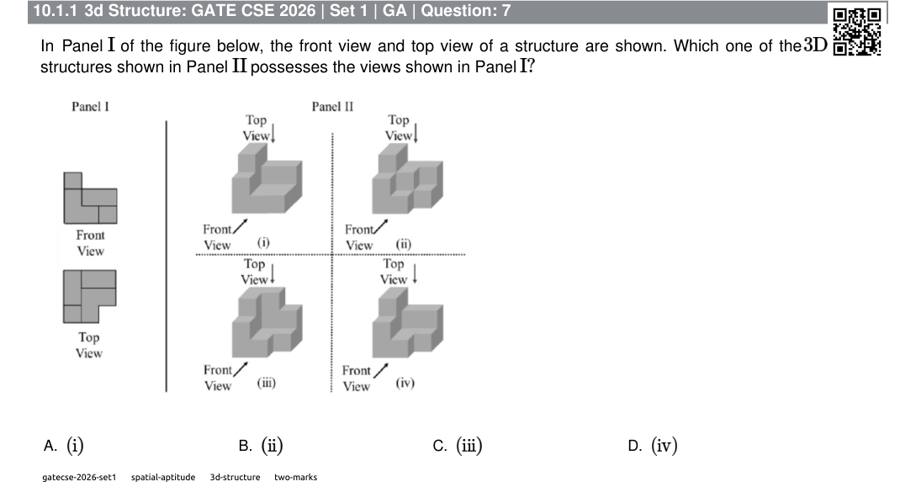 10.1.1 3d Structure: GATE CSE 2026 | Set 1 | GA | Question: 7
In Panel I of the figure below, the front view and top view of a structure are shown. Which one of the 3D
structures shown in Panel II possesses the views shown in Panel I?
Panel I
Panel II
Top
View
Top
View
Front
View
Front
View
(i)
Front
View
(ii)
Top
View
Top
View
Top
View
Front
View
(iii)
Front
View
(iv)
A. (i)
B. (ii)
C. (iii)
D. (iv)
gatecse-2026-set1 spatial-aptitude 3d-structure two-marks